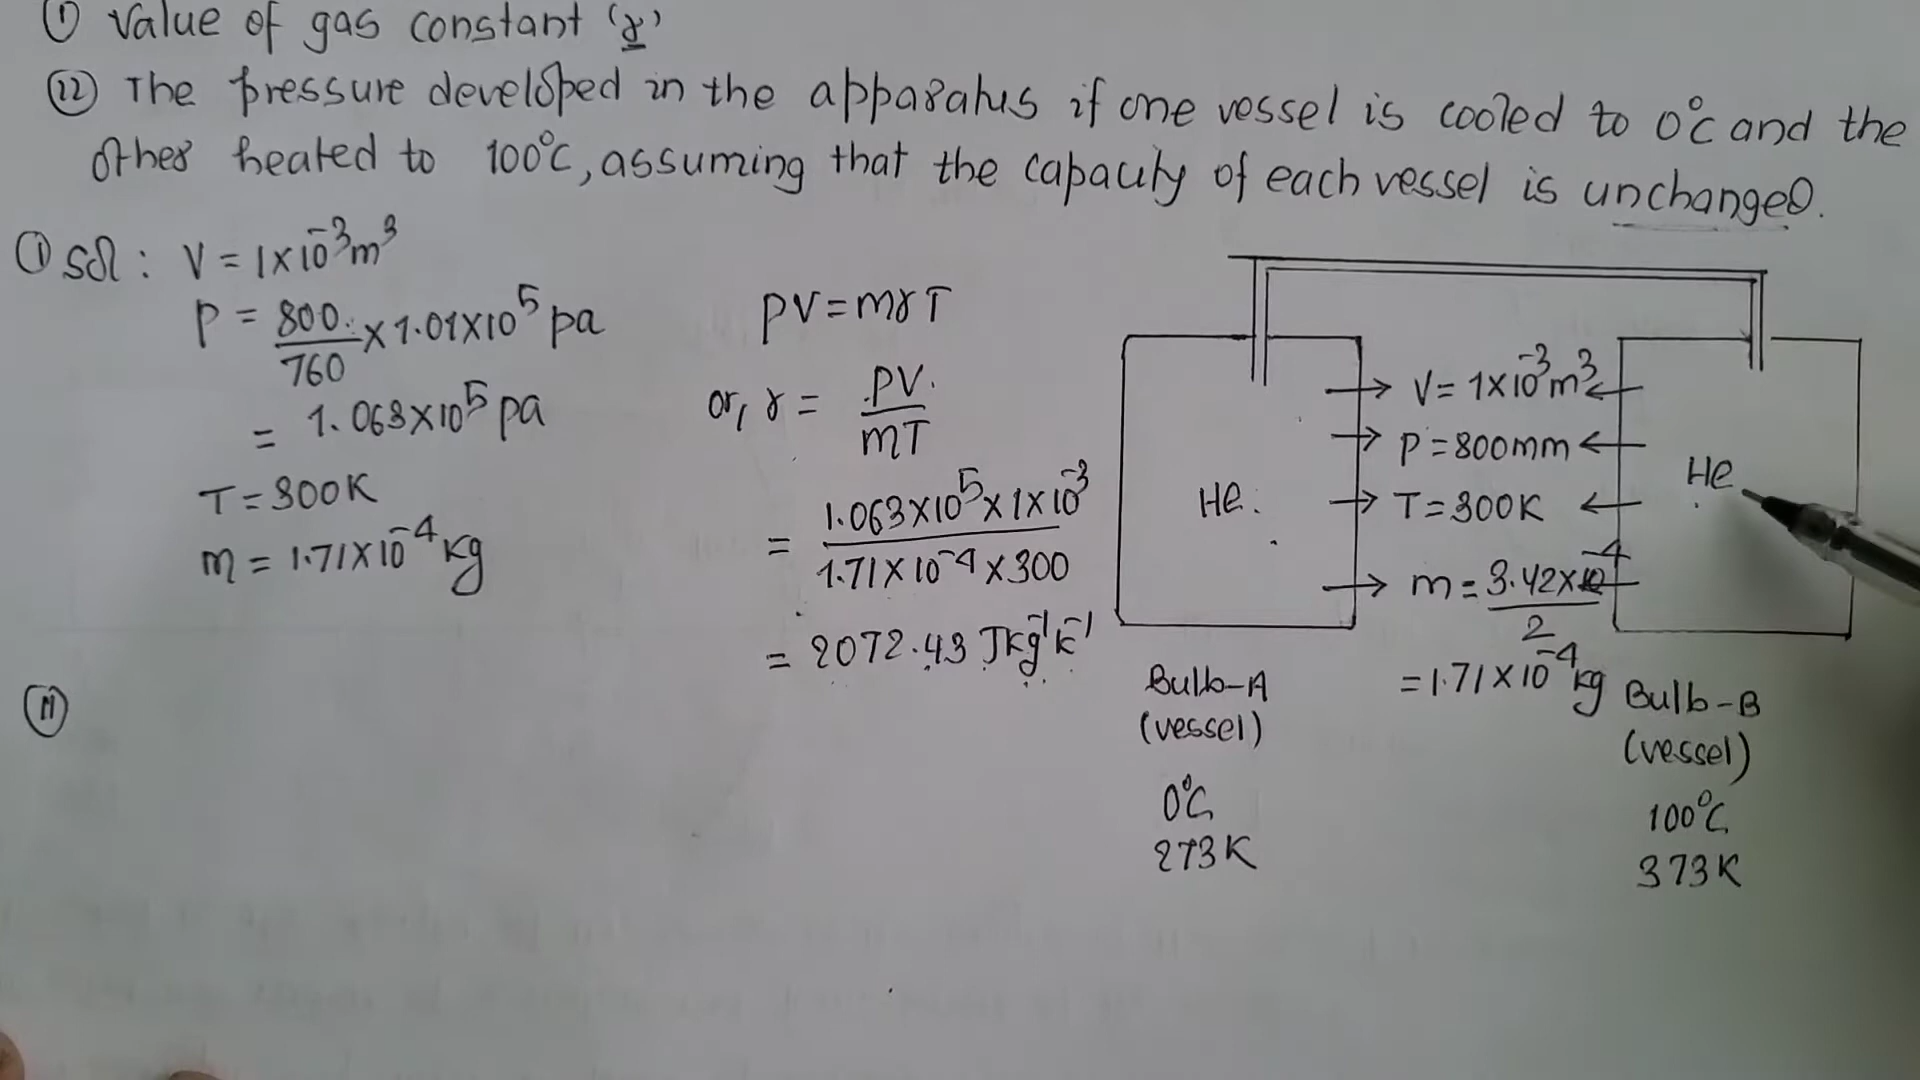 ① Value of gas constant 'r'
(ii) The pressure developed in the apparatus if one vessel is cooled to 0°C and the
other heated to 100°C, assuming that the capacity of each vessel is unchanged.
① Sol: V = 1×10⁻³m³
P = 800/760 × 1.01×10⁵ pa
= 1.063×10⁵ pa
T = 300K
m = 1.71×10⁻⁴ kg
PV = mrT
or, r = PV/mT
= 1.063×10⁵×1×10⁻³/1.71×10⁻⁴×300
= 2072.43 Jkg⁻¹k⁻¹
He
V = 1×10⁻³m³
P = 800mm
T = 300K
m = 3.42×10⁻⁴/2
= 1.71×10⁻⁴ kg
He
Bulb-A
(vessel)
0°C
273K
Bulb-B
(vessel)
100°C
373K
(ii)